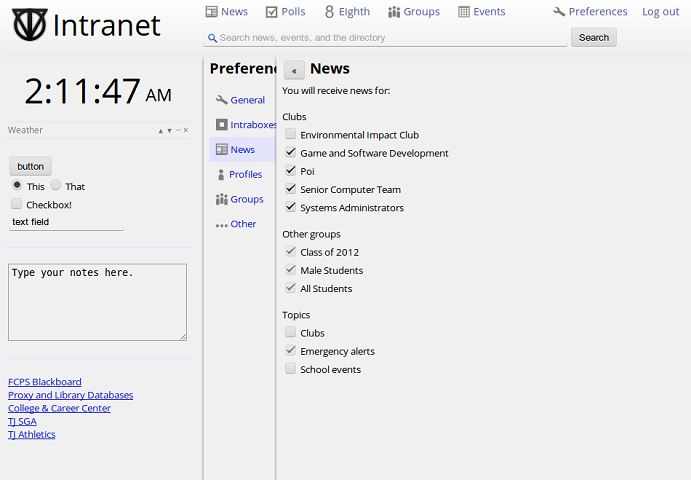 Intranet
News Polls Eighth Groups Events Preferences Log out
Search news, events, and the directory Search
2:11:47 AM
Weather
button
This That
Checkbox!
text field
Type your notes here.
FCPS Blackboard
Proxy and Library Databases
College & Career Center
TJ SGA
TJ Athletics
Preferen
General
Intraboxes
News
Profiles
Groups
Other
« News
You will receive news for:
Clubs
Environmental Impact Club
Game and Software Development
Poi
Senior Computer Team
Systems Administrators
Other groups
Class of 2012
Male Students
All Students
Topics
Clubs
Emergency alerts
School events